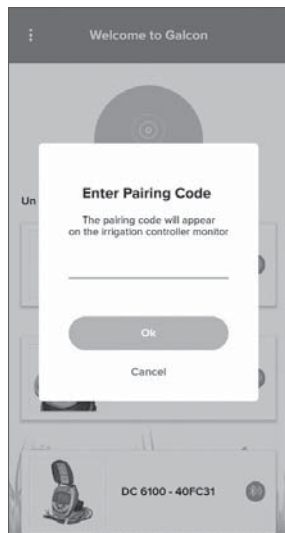 Welcome to Galcon
Un
Enter Pairing Code
The pairing code will appear
on the irrigation controller monitor
Ok
Cancel
DC 6100 - 40FC31